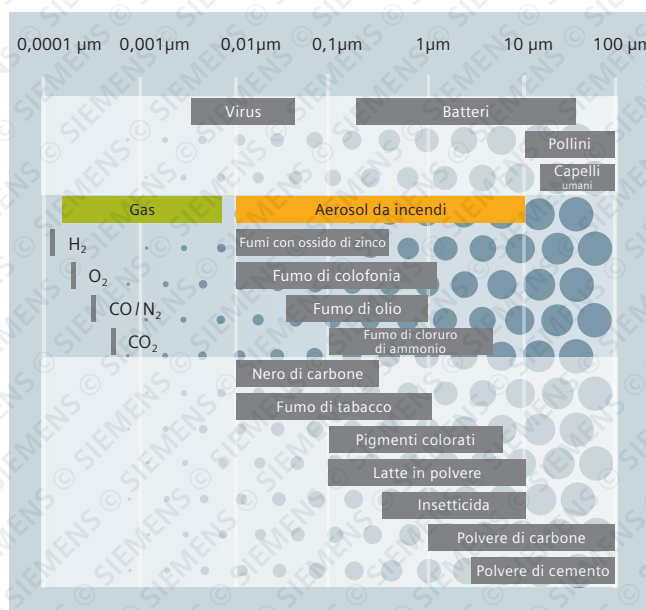 0,0001 µm 0,001µm 0,01µm 0,1µm 1µm 10 µm 100 µm
Virus Batteri
Pollini
Capelli
umani
Gas Aerosol da incendi
H₂ Fumi con ossido di zinco
O₂ Fumo di colofonia
CO/N₂ Fumo di olio
CO₂ Fumo di cloruro
di ammonio
Nero di carbone
Fumo di tabacco
Pigmenti colorati
Latte in polvere
Insetticida
Polvere di carbone
Polvere di cemento
© SIEMENS